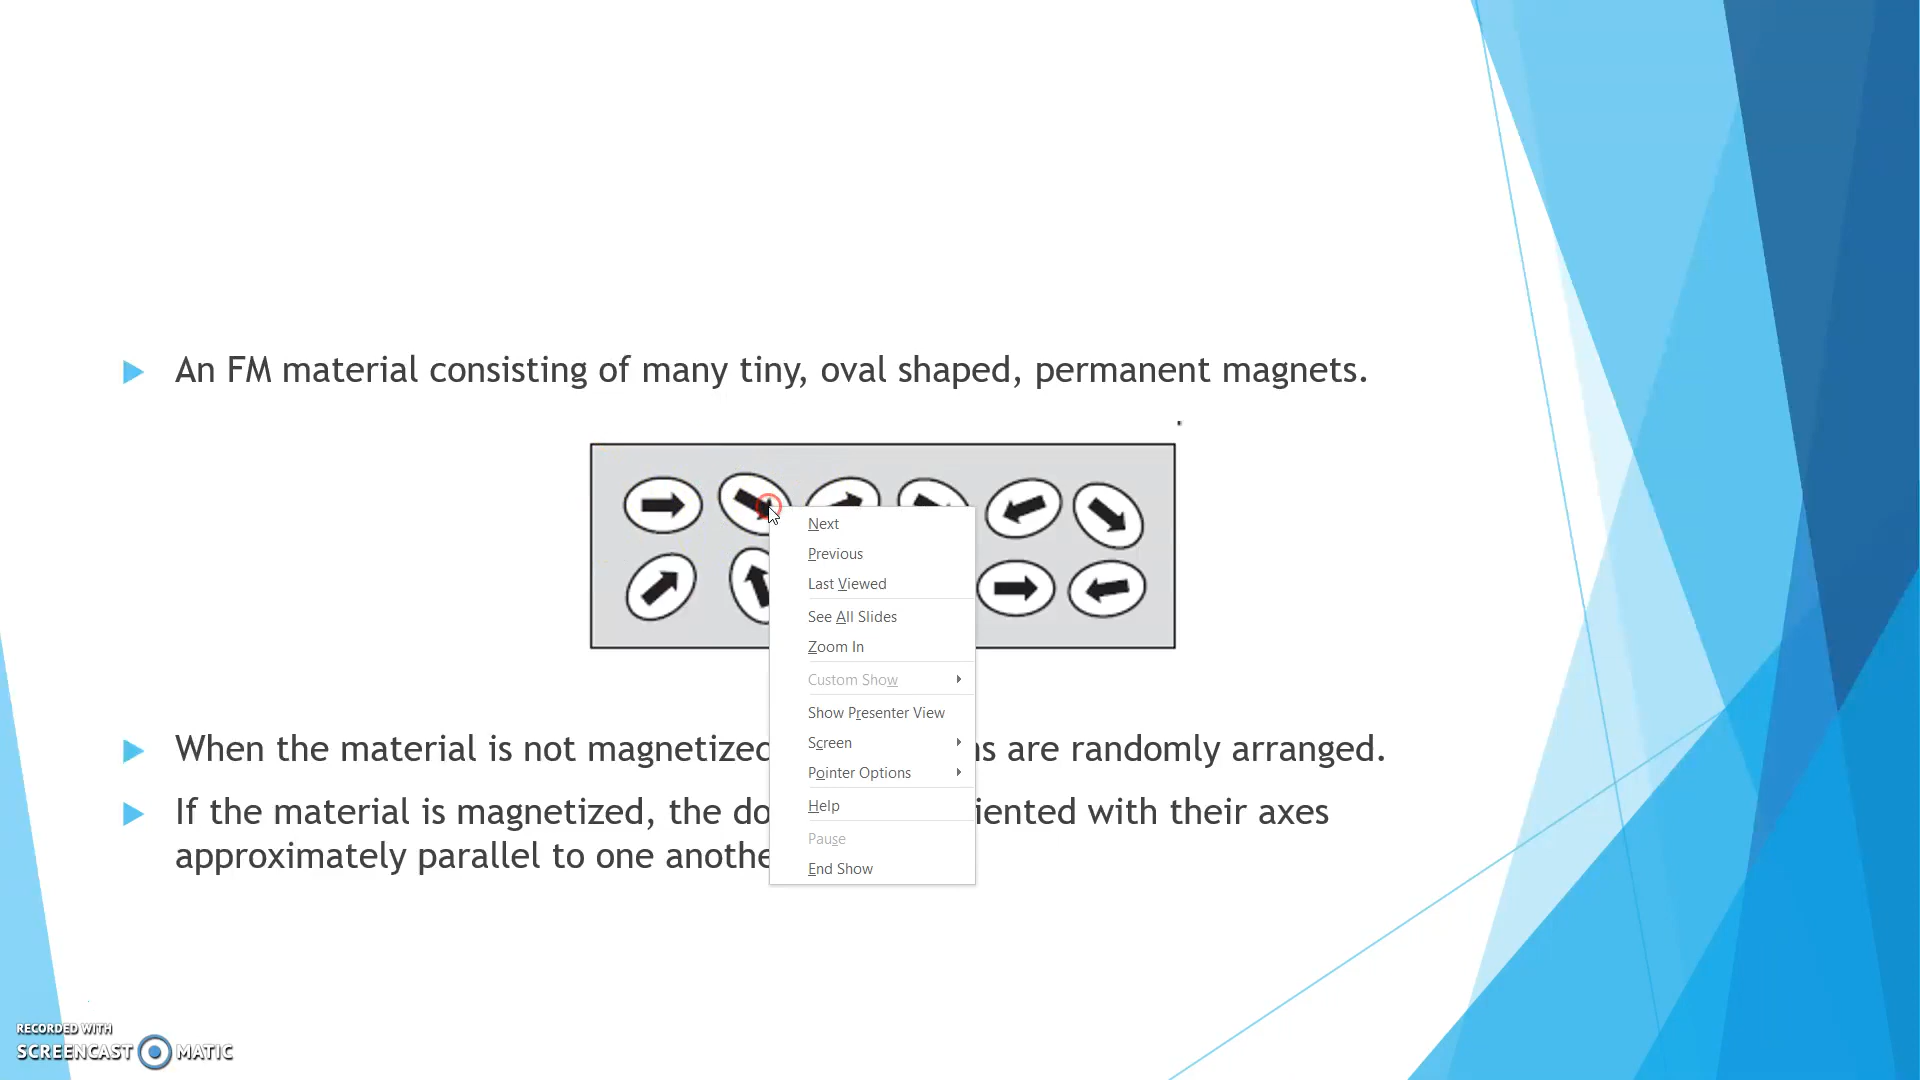 An FM material consisting of many tiny, oval shaped, permanent magnets.
Next
Previous
Last Viewed
See All Slides
Zoom In
Custom Show
Show Presenter View
Screen
Pointer Options
Help
Pause
End Show
When the material is not magnetized are randomly arranged.
If the material is magnetized, the with their axes
approximately parallel to one
RECORDED WITH
SCREENCAST MATIC